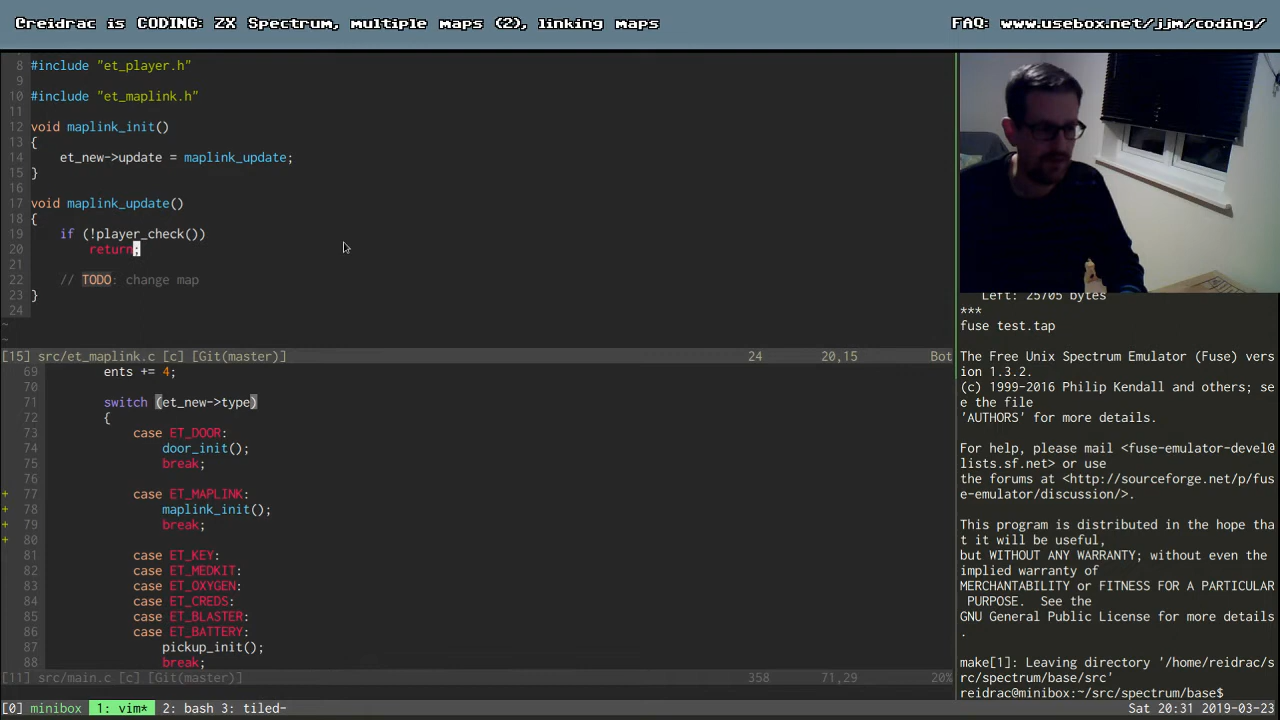 Creidrac is CODING: ZX Spectrum, multiple maps (2), linking maps
FAQ: www.usebox.net/jjm/coding/
8 #include "et_player.h"
9
10 #include "et_maplink.h"
11
12 void maplink_init()
13 {
14 et_new->update = maplink_update;
15 }
16
17 void maplink_update()
18 {
19 if (!player_check())
20 return;
21
22 // TODO: change map
23 }
24
~
~
[15] src/et_maplink.c [c] [Git(master)] 24 20,15 Bot
69 ents += 4;
70
71 switch (et_new->type)
72 {
73 case ET_DOOR:
74 door_init();
75 break;
76
+ 77 case ET_MAPLINK:
+ 78 maplink_init();
+ 79 break;
+ 80
81 case ET_KEY:
82 case ET_MEDKIT:
83 case ET_OXYGEN:
84 case ET_CREDS:
85 case ET_BLASTER:
86 case ET_BATTERY:
87 pickup_init();
88 break;
[11] src/main.c [c] [Git(master)] 358 71,29 20%
Left: 25705 bytes
***
fuse test.tap
The Free Unix Spectrum Emulator (Fuse) vers
ion 1.3.2.
(c) 1999-2016 Philip Kendall and others; se
e the file
'AUTHORS' for more details.
For help, please mail <fuse-emulator-devel@
lists.sf.net> or use
the forums at <http://sourceforge.net/p/fus
e-emulator/discussion/>.
This program is distributed in the hope tha
t it will be useful,
but WITHOUT ANY WARRANTY; without even the
implied warranty of
MERCHANTABILITY or FITNESS FOR A PARTICULAR
PURPOSE. See the
GNU General Public License for more details
.
make[1]: Leaving directory '/home/reidrac/s
rc/spectrum/base/src'
reidrac@minibox:~/src/spectrum/base$
[0] minibox 1: vim* 2: bash 3: tiled- Sat 20:31 2019-03-23